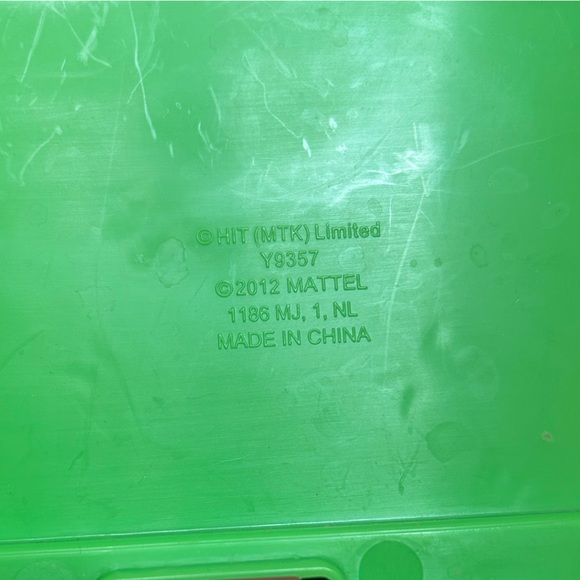 ©HIT (MTK) Limited
Y9357
©2012 MATTEL
1186 MJ, 1, NL
MADE IN CHINA